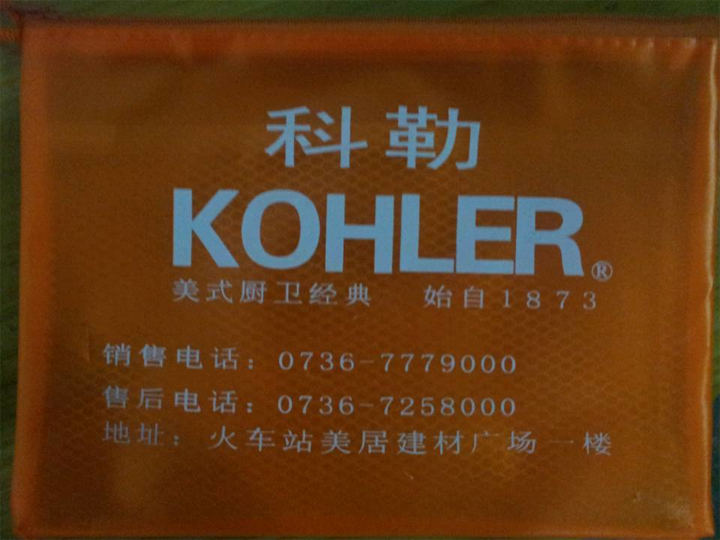 科勒
KOHLER®
美式厨卫经典 始自1873
销售电话：0736-7779000
售后电话：0736-7258000
地址：火车站美居建材广场一楼